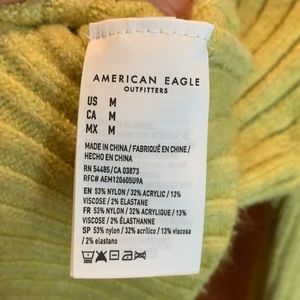 AMERICAN EAGLE
OUTFITTERS
US M
CA M
MX M
MADE IN CHINA / FABRIQUÉ EN CHINE /
HECHO EN CHINA
RN 54485/ CA 03873
RFC# AEM120605U9A
EN 53% NYLON / 32% ACRYLIC / 13%
VISCOSE / 2% ELASTANE
FR 53% NYLON / 32% ACRYLIQUE / 13%
VISCOSE / 2% ÉLASTHANNE
SP 53% nylon / 32% acrílico / 13% viscosa
/ 2% elastano